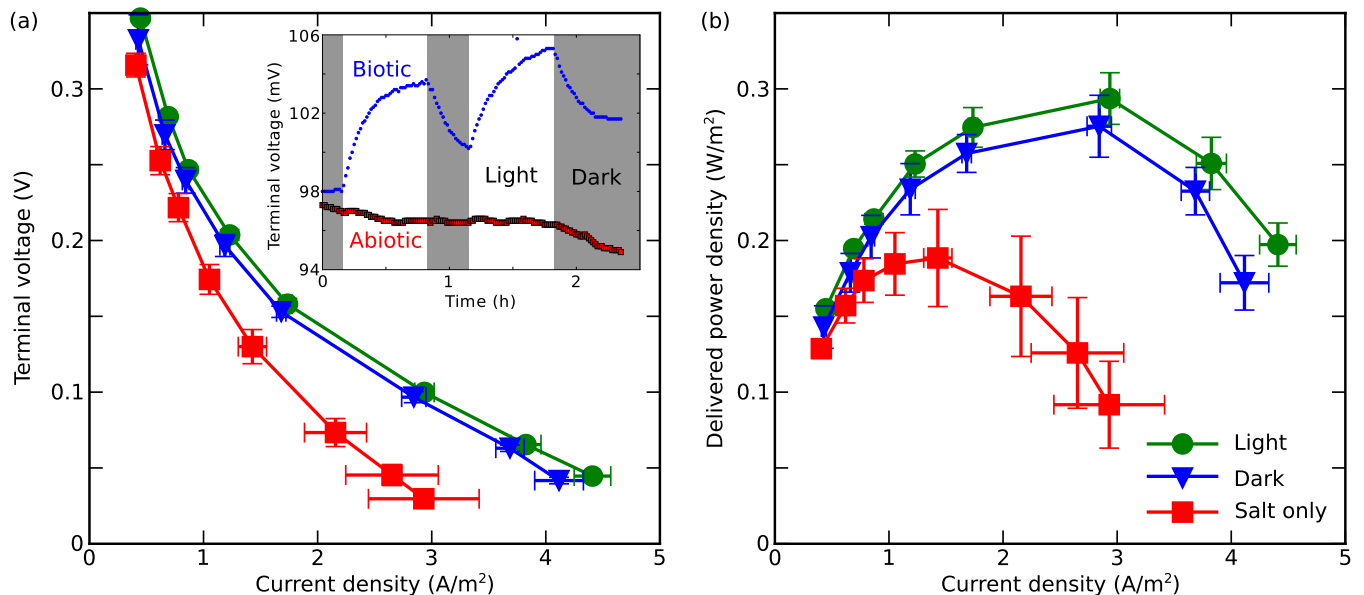 (a)
Terminal voltage (V)
0.3
0.2
0.1
0
0
1
2
3
4
5
Current density (A/m²)
Terminal voltage (mV)
106
102
98
94
Biotic
Abiotic
Light
Dark
0
1
2
Time (h)
(b)
Delivered power density (W/m²)
0.3
0.2
0.1
0
0
1
2
3
4
5
Current density (A/m²)
Light
Dark
Salt only